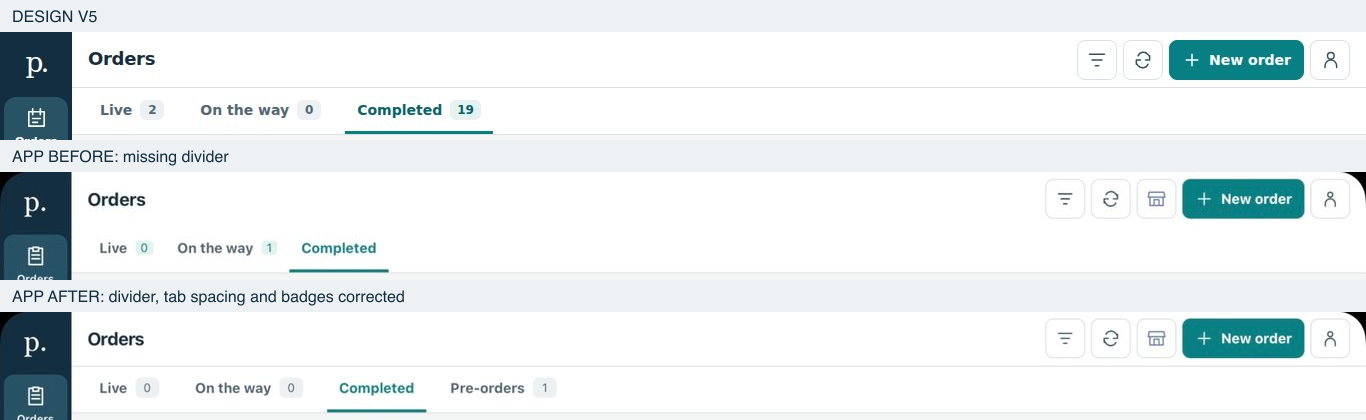 DESIGN V5
p.
Orders
New order
Live 2 On the way 0 Completed 19
Orders
APP BEFORE: missing divider
p.
Orders
New order
Live 0 On the way 1 Completed
Orders
APP AFTER: divider, tab spacing and badges corrected
p.
Orders
New order
Live 0 On the way 0 Completed Pre-orders 1
Orders